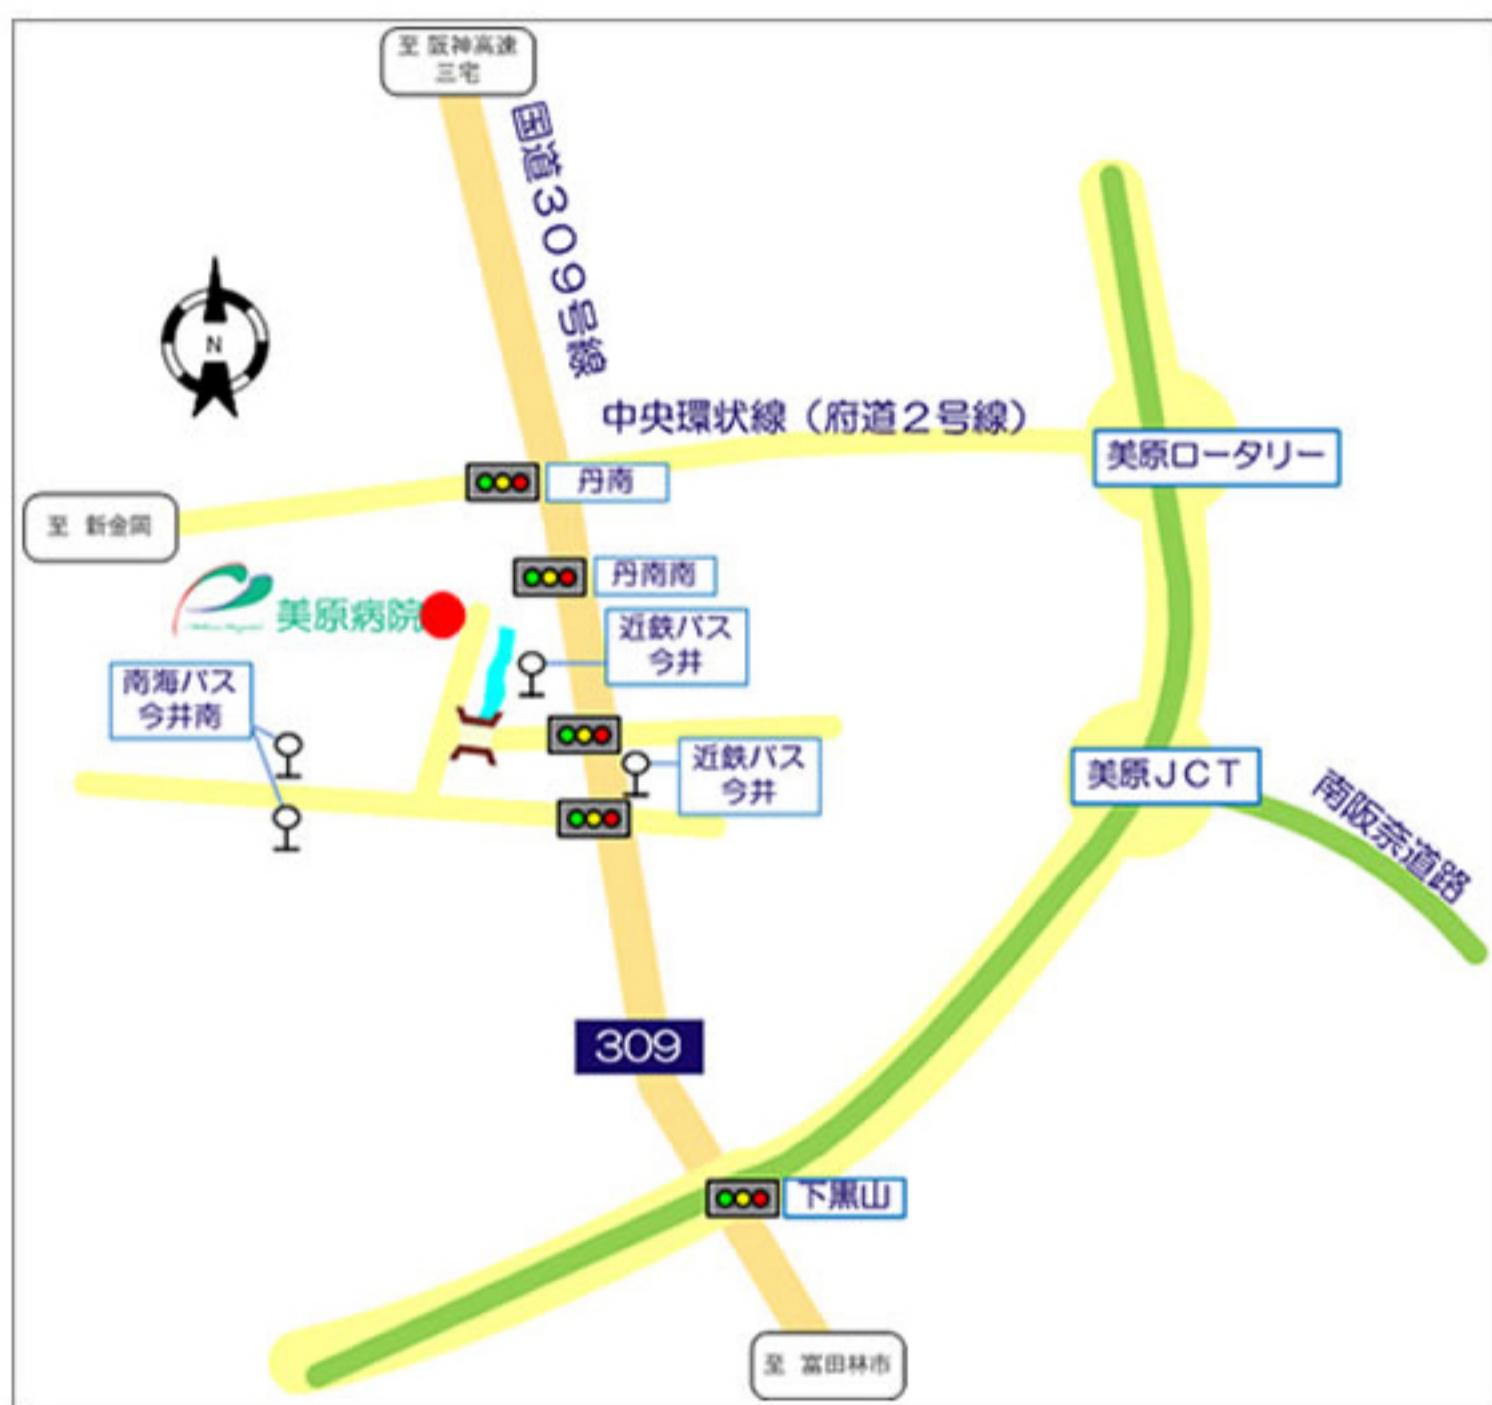 至 阪神高速
三宅
国道309号線
N
中央環状線（府道2号線）
美原ロータリー
丹南
至 新金岡
丹南南
美原病院
近鉄バス
今井
南海バス
今井南
近鉄バス
今井
美原JCT
南阪奈道路
309
下黒山
至 富田林市